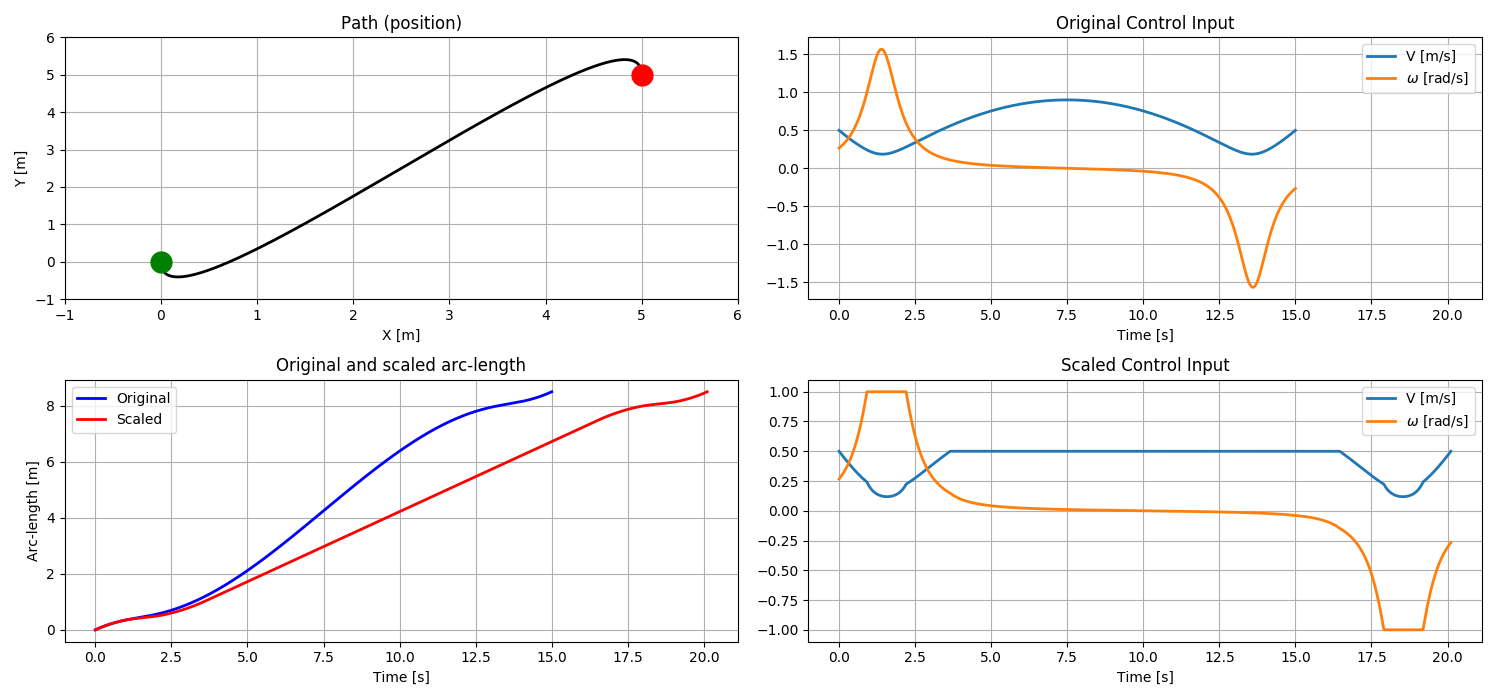 Path (position)
6
5
4
3
2
1
0
−1
Y [m]
−1 0 1 2 3 4 5 6
X [m]
Original Control Input
V [m/s]
ω [rad/s]
1.5
1.0
0.5
0.0
−0.5
−1.0
−1.5
0.0 2.5 5.0 7.5 10.0 12.5 15.0 17.5 20.0
Time [s]
Original and scaled arc-length
Original
Scaled
8
6
4
2
0
Arc-length [m]
0.0 2.5 5.0 7.5 10.0 12.5 15.0 17.5 20.0
Time [s]
Scaled Control Input
V [m/s]
ω [rad/s]
1.00
0.75
0.50
0.25
0.00
−0.25
−0.50
−0.75
−1.00
0.0 2.5 5.0 7.5 10.0 12.5 15.0 17.5 20.0
Time [s]